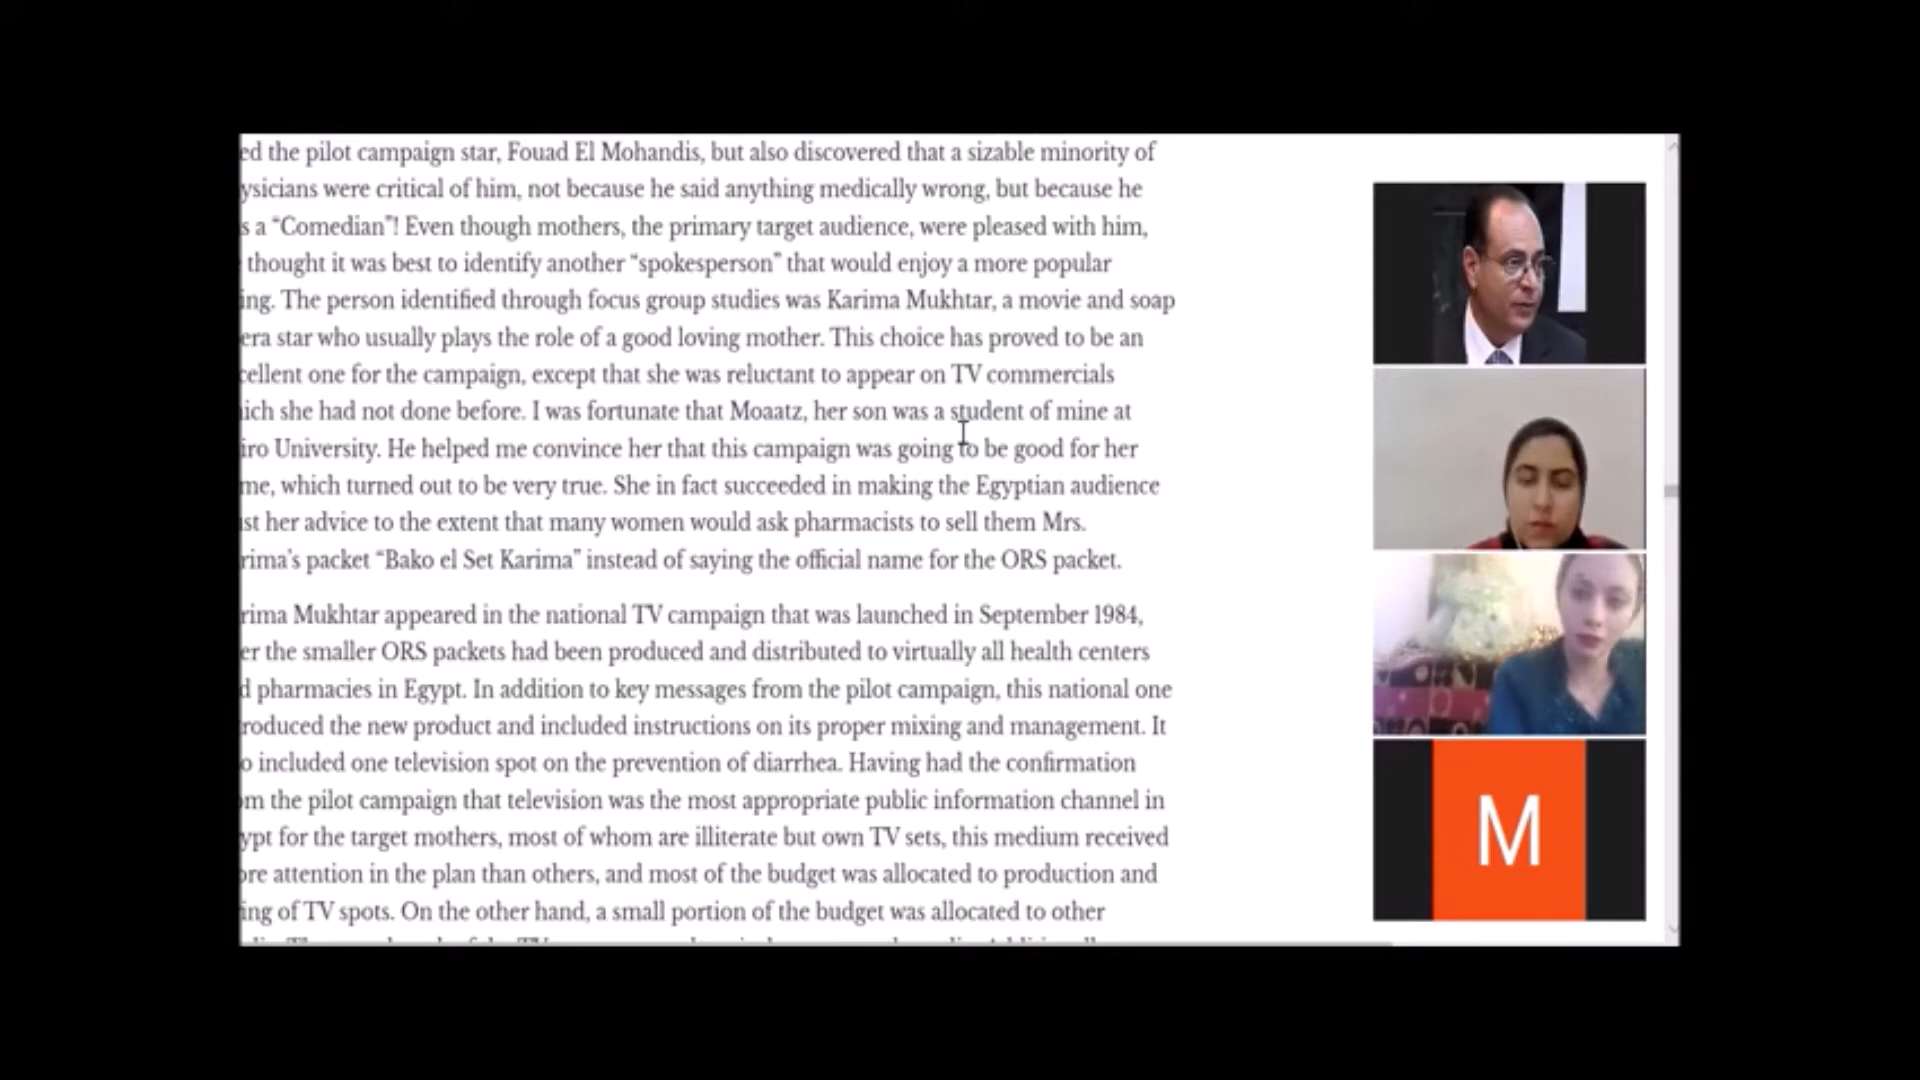 ed the pilot campaign star, Fouad El Mohandis, but also discovered that a sizable minority of
ysicians were critical of him, not because he said anything medically wrong, but because he
s a “Comedian”! Even though mothers, the primary target audience, were pleased with him,
thought it was best to identify another “spokesperson” that would enjoy a more popular
ing. The person identified through focus group studies was Karima Mukhtar, a movie and soap
era star who usually plays the role of a good loving mother. This choice has proved to be an
cellent one for the campaign, except that she was reluctant to appear on TV commercials
ich she had not done before. I was fortunate that Moaatz, her son was a student of mine at
iro University. He helped me convince her that this campaign was going to be good for her
me, which turned out to be very true. She in fact succeeded in making the Egyptian audience
st her advice to the extent that many women would ask pharmacists to sell them Mrs.
rima’s packet “Bako el Set Karima” instead of saying the official name for the ORS packet.
rima Mukhtar appeared in the national TV campaign that was launched in September 1984,
er the smaller ORS packets had been produced and distributed to virtually all health centers
d pharmacies in Egypt. In addition to key messages from the pilot campaign, this national one
roduced the new product and included instructions on its proper mixing and management. It
o included one television spot on the prevention of diarrhea. Having had the confirmation
om the pilot campaign that television was the most appropriate public information channel in
ypt for the target mothers, most of whom are illiterate but own TV sets, this medium received
ore attention in the plan than others, and most of the budget was allocated to production and
ing of TV spots. On the other hand, a small portion of the budget was allocated to other
M